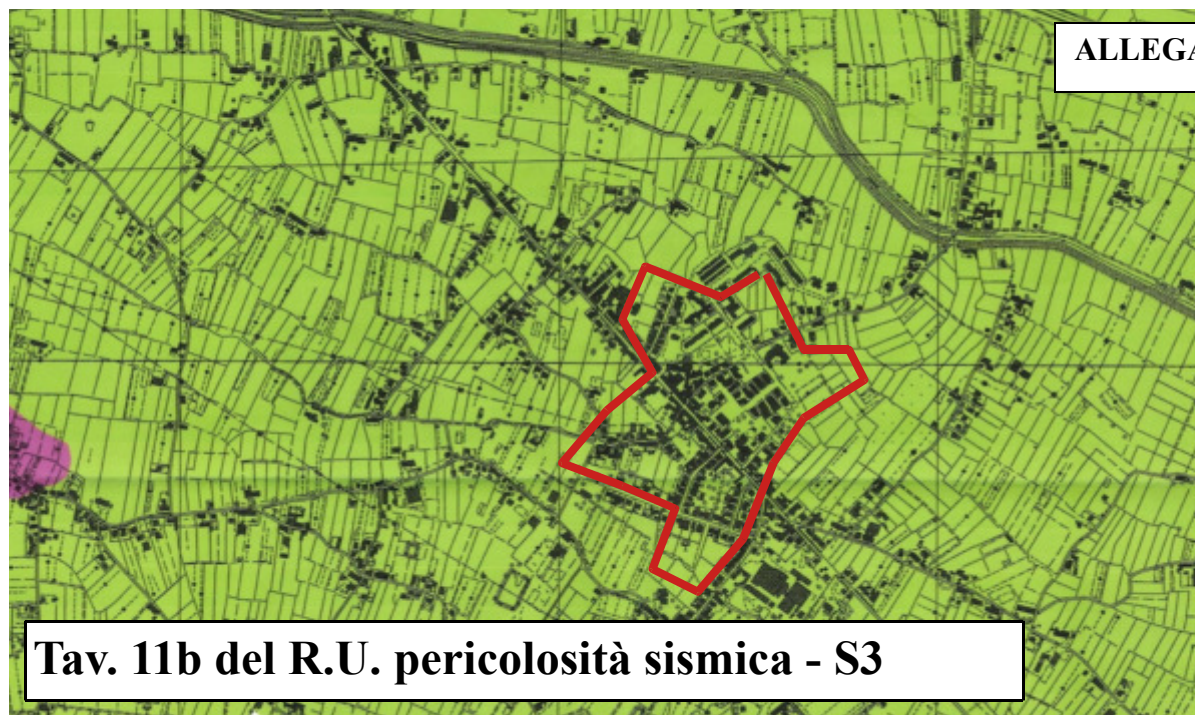 ALLEGA
Tav. 11b del R.U. pericolosità sismica - S3